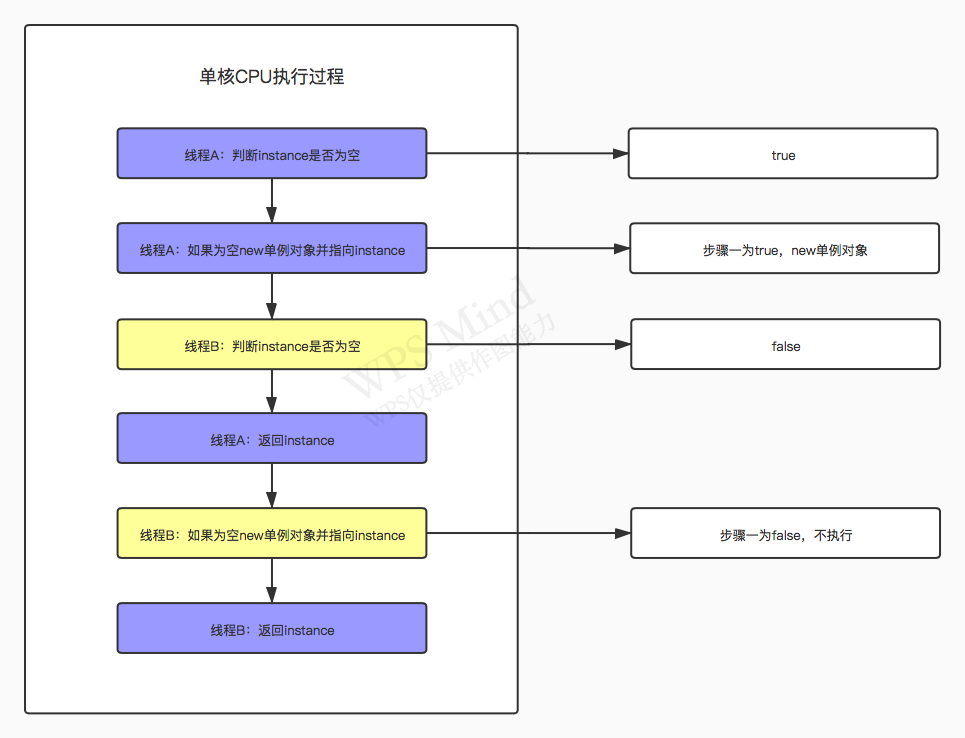 单核CPU执行过程
线程A：判断instance是否为空
true
线程A：如果为空new单例对象并指向instance
步骤一为true，new单例对象
线程B：判断instance是否为空
false
线程A：返回instance
线程B：如果为空new单例对象并指向instance
步骤一为false，不执行
线程B：返回instance
WPS Mind
WPS仅提供作图能力